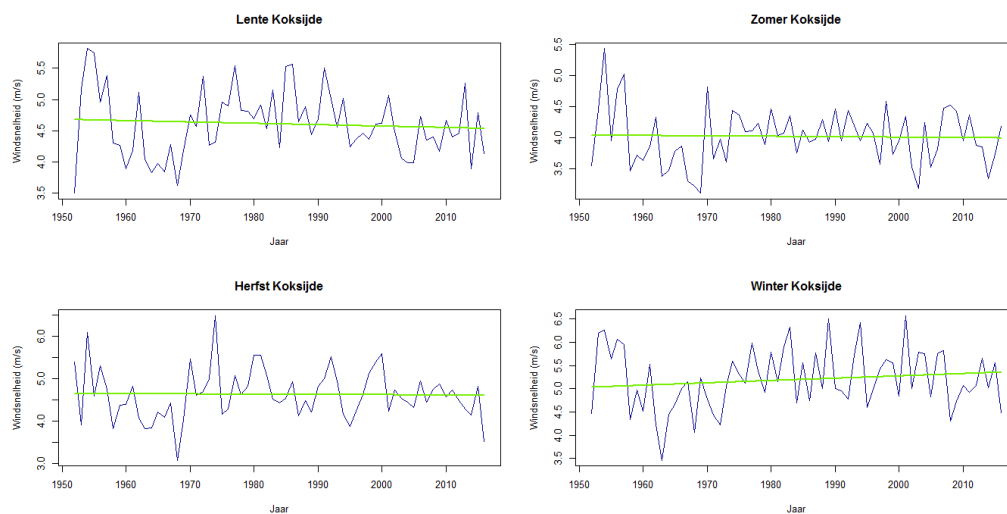 Lente Koksijde
Windsnelheid (m/s)
5.5
5.0
4.5
4.0
3.5
1950 1960 1970 1980 1990 2000 2010
Jaar
Zomer Koksijde
Windsnelheid (m/s)
5.5
5.0
4.5
4.0
3.5
1950 1960 1970 1980 1990 2000 2010
Jaar
Herfst Koksijde
Windsnelheid (m/s)
6.0
5.0
4.0
3.0
1950 1960 1970 1980 1990 2000 2010
Jaar
Winter Koksijde
Windsnelheid (m/s)
6.5
6.0
5.5
5.0
4.5
4.0
3.5
1950 1960 1970 1980 1990 2000 2010
Jaar